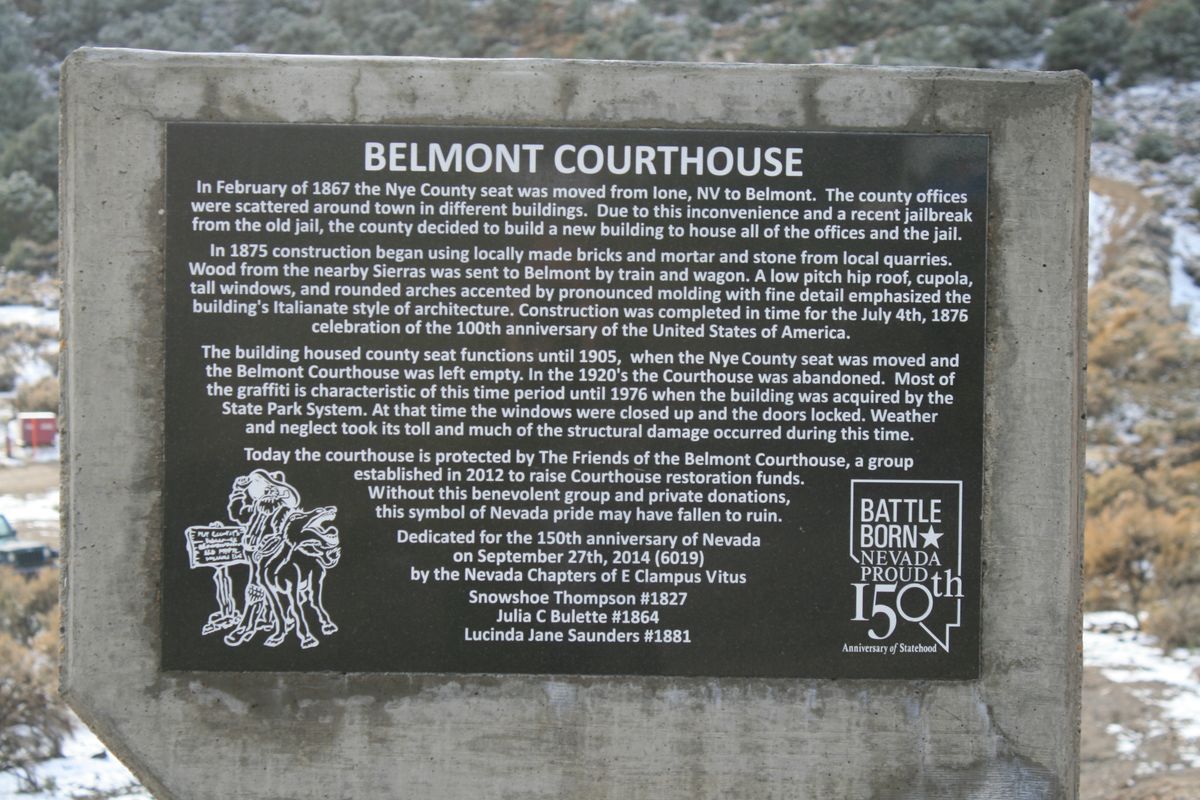 BELMONT COURTHOUSE
In February of 1867 the Nye County seat was moved from Ione, NV to Belmont. The county offices
were scattered around town in different buildings. Due to this inconvenience and a recent jailbreak
from the old jail, the county decided to build a new building to house all of the offices and the jail.
In 1875 construction began using locally made bricks and mortar and stone from local quarries.
Wood from the nearby Sierras was sent to Belmont by train and wagon. A low pitch hip roof, cupola,
tall windows, and rounded arches accented by pronounced molding with fine detail emphasized the
building's Italianate style of architecture. Construction was completed in time for the July 4th, 1876
celebration of the 100th anniversary of the United States of America.
The building housed county seat functions until 1905, when the Nye County seat was moved and
the Belmont Courthouse was left empty. In the 1920's the Courthouse was abandoned. Most of
the graffiti is characteristic of this time period until 1976 when the building was acquired by the
State Park System. At that time the windows were closed up and the doors locked. Weather
and neglect took its toll and much of the structural damage occurred during this time.
Today the courthouse is protected by The Friends of the Belmont Courthouse, a group
established in 2012 to raise Courthouse restoration funds.
Without this benevolent group and private donations,
this symbol of Nevada pride may have fallen to ruin.
Dedicated for the 150th anniversary of Nevada
on September 27th, 2014 (6019)
by the Nevada Chapters of E Clampus Vitus
Snowshoe Thompson #1827
Julia C Bulette #1864
Lucinda Jane Saunders #1881
BATTLE
BORN
NEVADA
PROUD
150th
Anniversary of Statehood